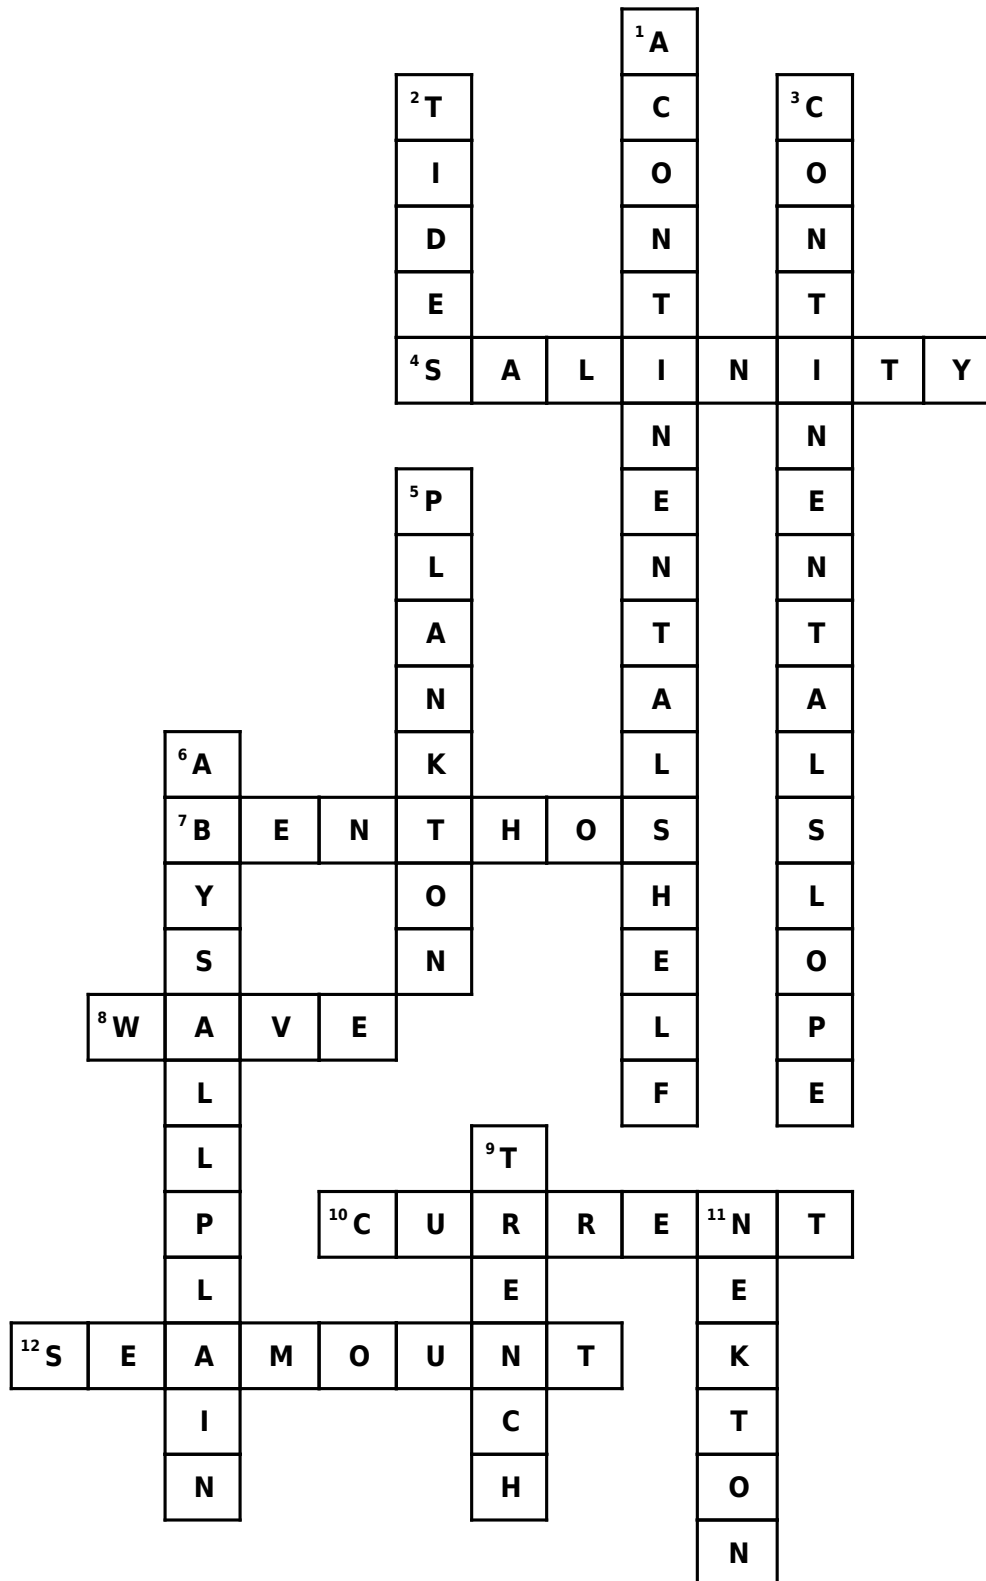 1 A
2 T C 3 C
I O O
D N N
E T T
4 S A L I N I T Y
N N
5 P E E
L N N
A T T
N A A
6 A K L L
7 B E N T H O S S
Y O H L
S N E O
8 W A V E L P
L F E
L 9 T
P 10 C U R R E 11 N T
L E E
12 S E A M O U N T K
I C T
N H O
N